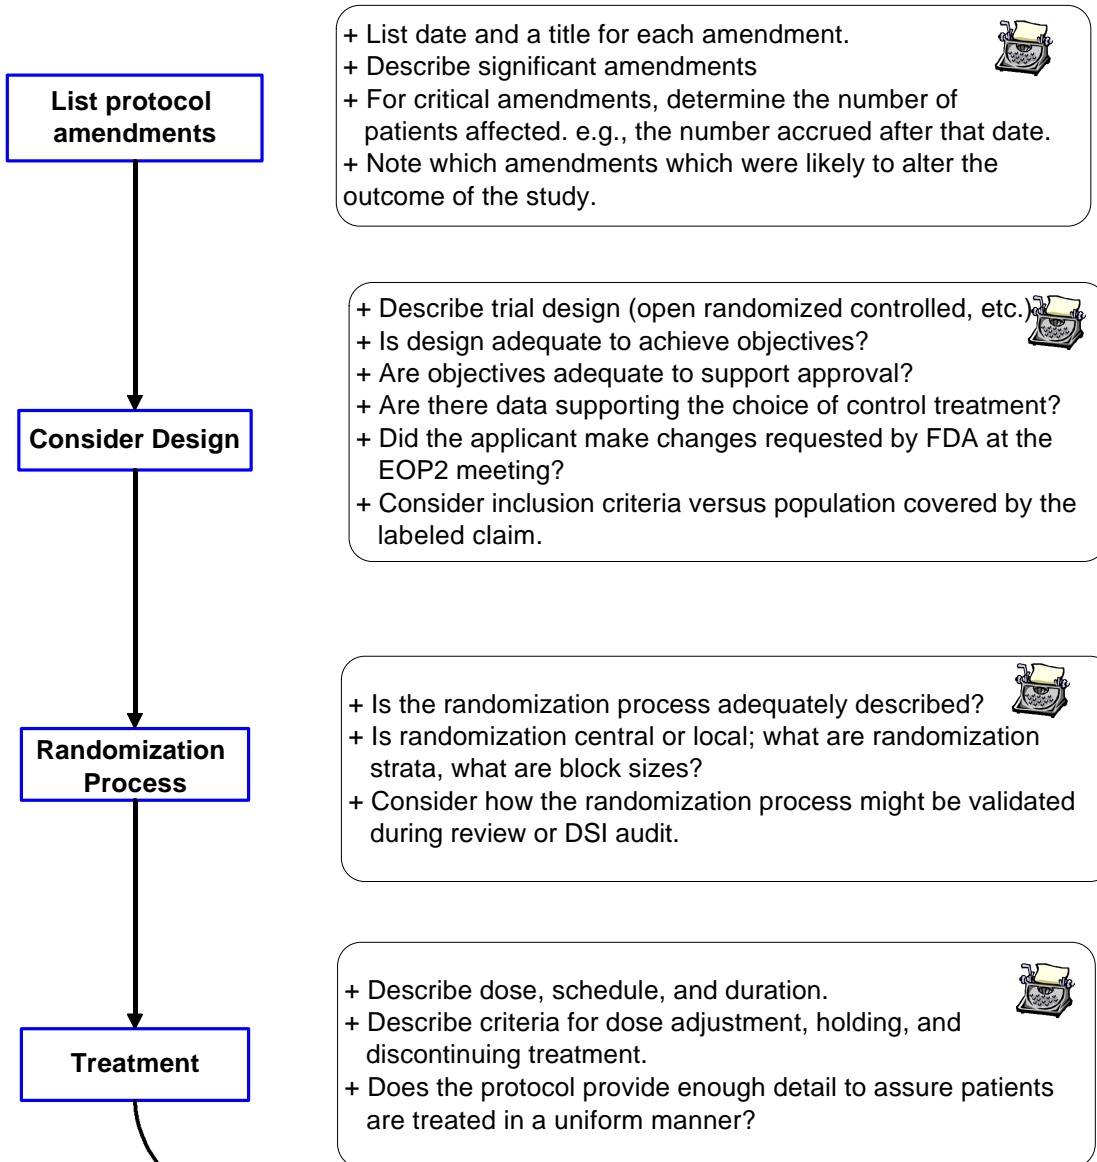 List protocol
amendments
+ List date and a title for each amendment.
+ Describe significant amendments
+ For critical amendments, determine the number of
patients affected. e.g., the number accrued after that date.
+ Note which amendments which were likely to alter the
outcome of the study.
Consider Design
+ Describe trial design (open randomized controlled, etc.)
+ Is design adequate to achieve objectives?
+ Are objectives adequate to support approval?
+ Are there data supporting the choice of control treatment?
+ Did the applicant make changes requested by FDA at the
EOP2 meeting?
+ Consider inclusion criteria versus population covered by the
labeled claim.
Randomization
Process
+ Is the randomization process adequately described?
+ Is randomization central or local; what are randomization
strata, what are block sizes?
+ Consider how the randomization process might be validated
during review or DSI audit.
Treatment
+ Describe dose, schedule, and duration.
+ Describe criteria for dose adjustment, holding, and
discontinuing treatment.
+ Does the protocol provide enough detail to assure patients
are treated in a uniform manner?